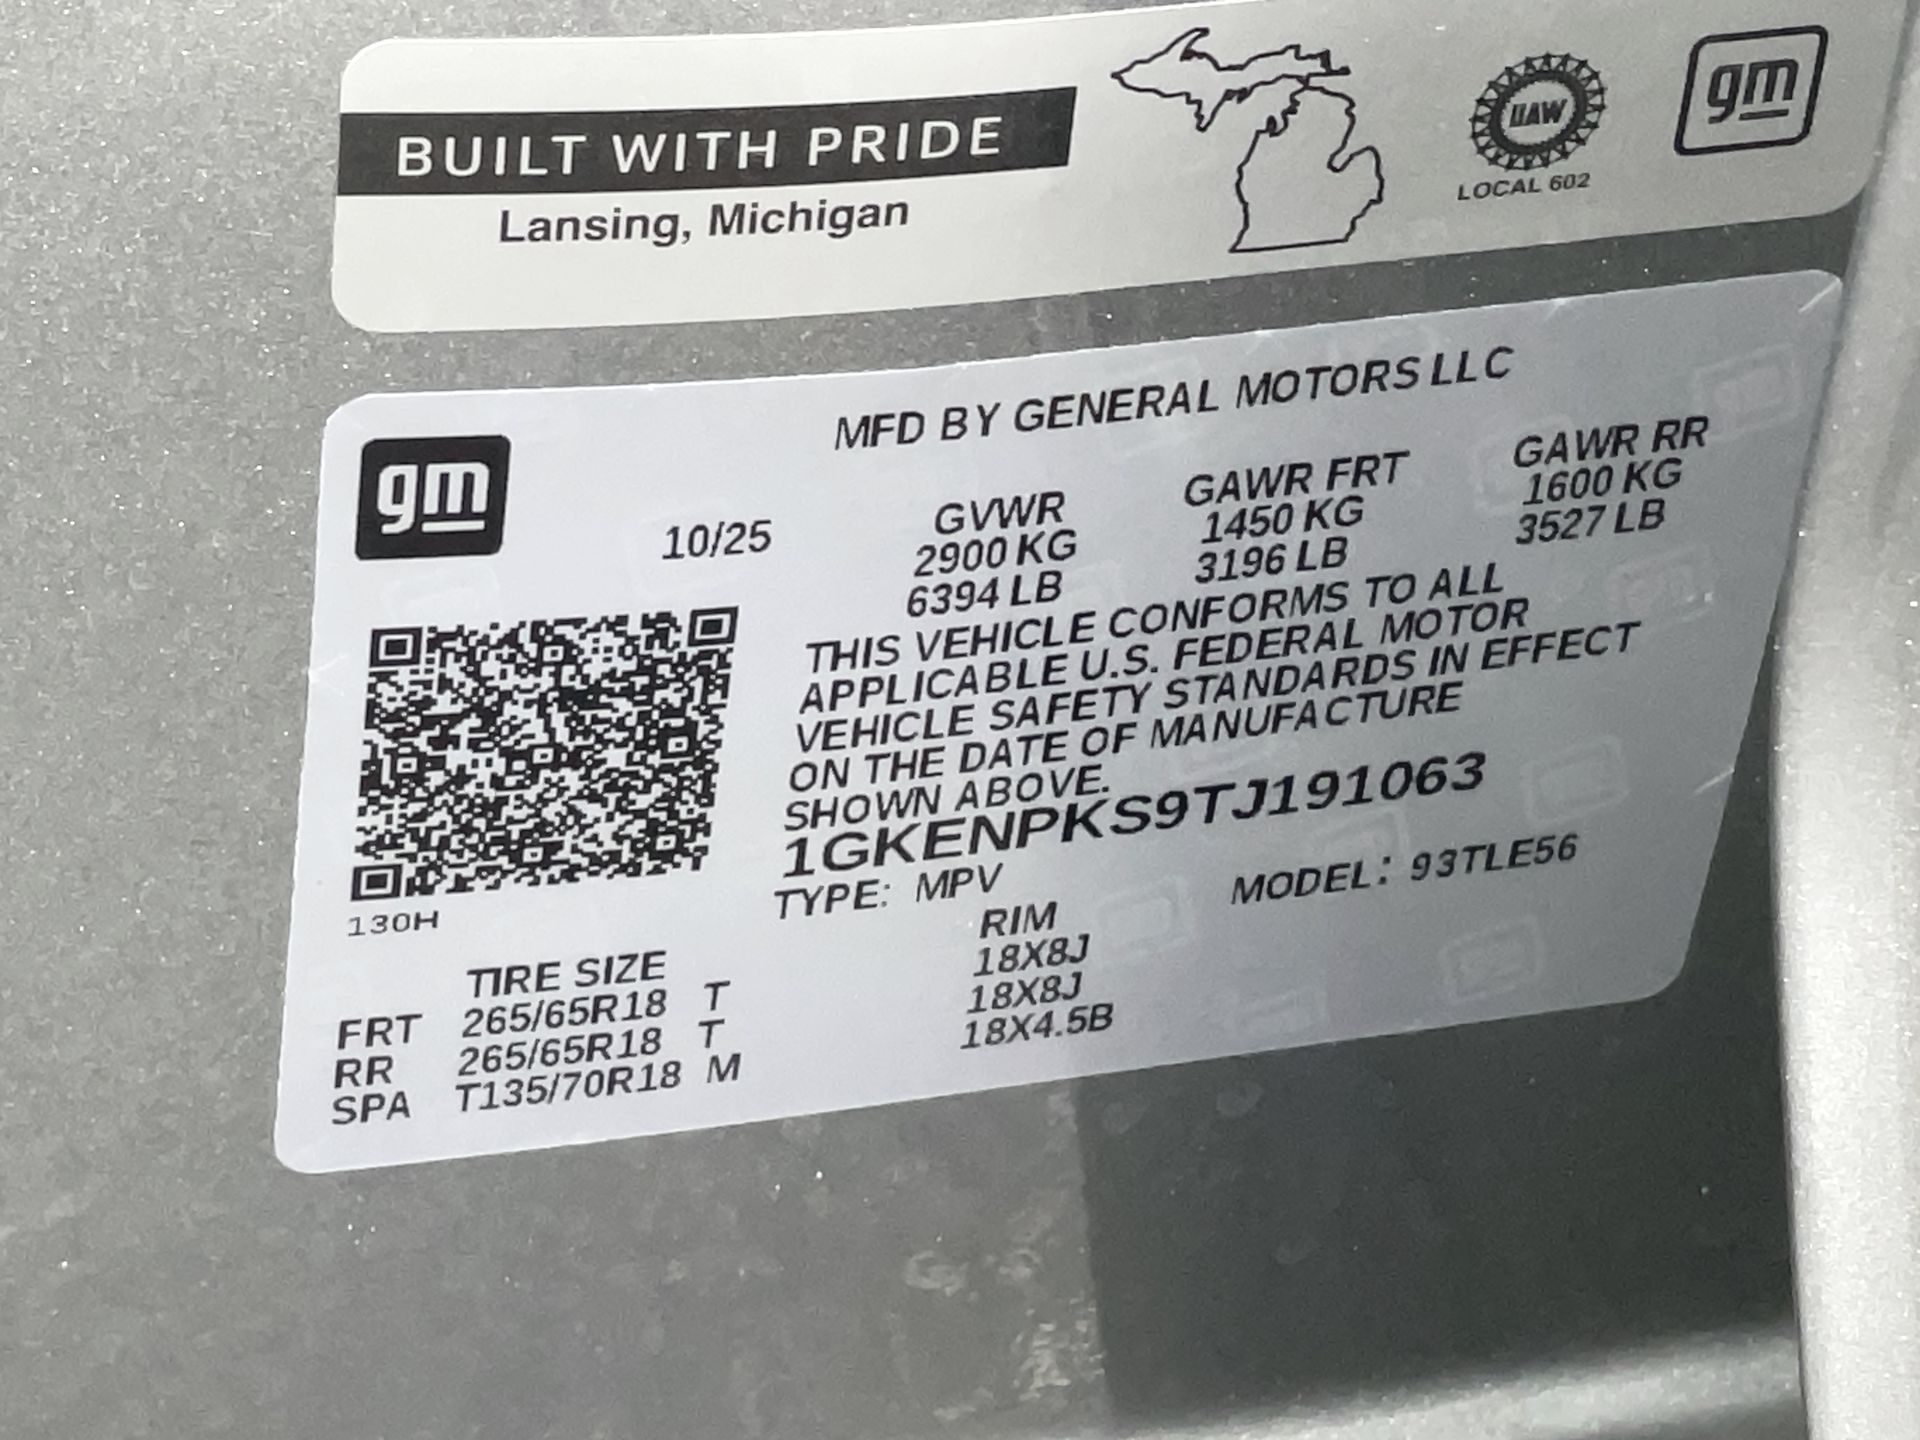 BUILT WITH PRIDE
Lansing, Michigan
UAW
LOCAL 602
gm
MFD BY GENERAL MOTORS LLC
gm
10/25
GVWR GAWR FRT GAWR RR
2900 KG 1450 KG 1600 KG
6394 LB 3196 LB 3527 LB
THIS VEHICLE CONFORMS TO ALL
APPLICABLE U.S. FEDERAL MOTOR
VEHICLE SAFETY STANDARDS IN EFFECT
ON THE DATE OF MANUFACTURE
SHOWN ABOVE.
1GKENPKS9TJ191063
TYPE: MPV MODEL: 93TLE56
130H
TIRE SIZE RIM
FRT 265/65R18 T 18X8J
RR 265/65R18 T 18X8J
SPA T135/70R18 M 18X4.5B